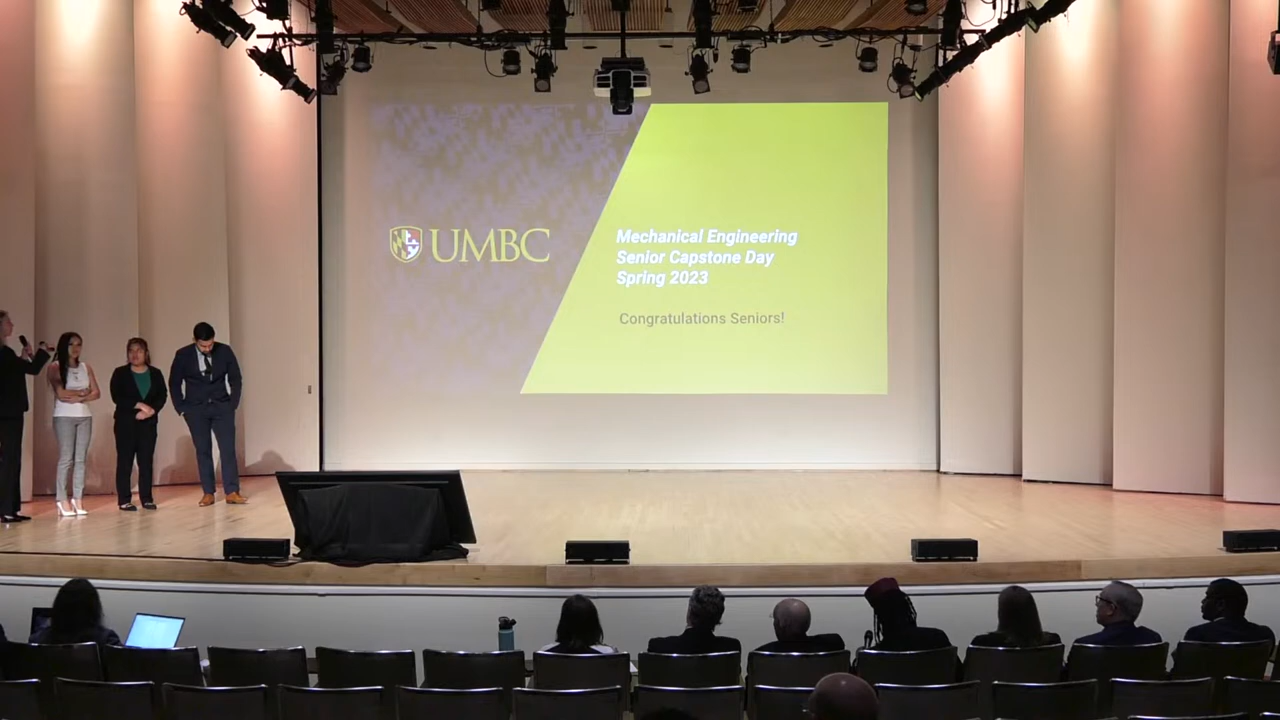 UMBC
Mechanical Engineering
Senior Capstone Day
Spring 2023
Congratulations Seniors!